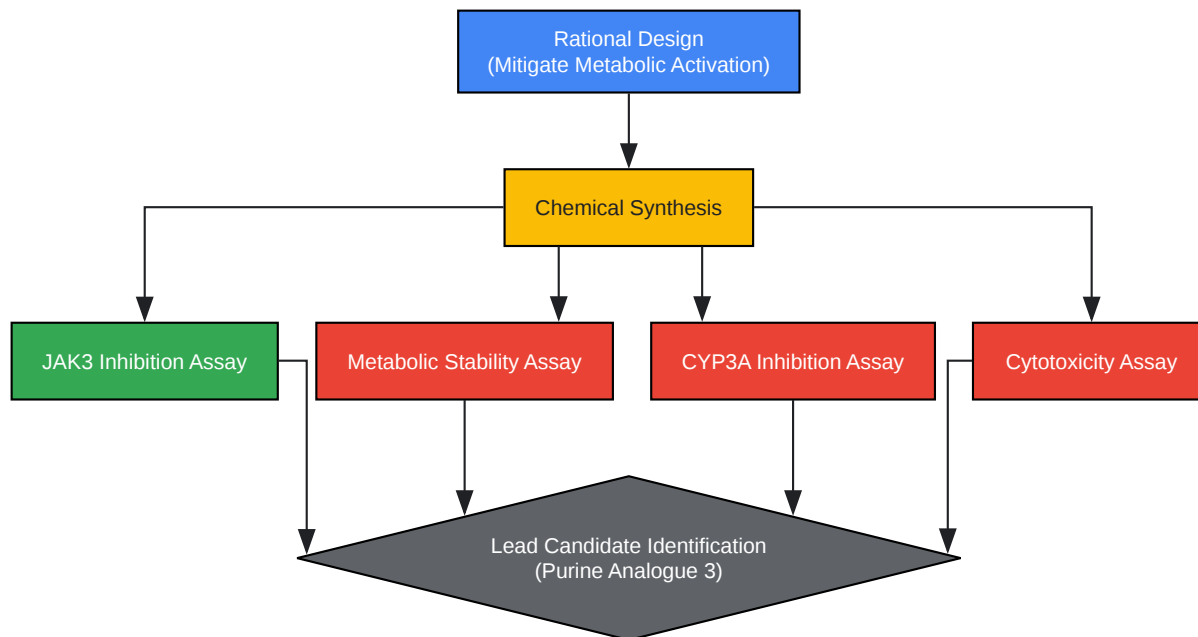 Rational Design
(Mitigate Metabolic Activation)
Chemical Synthesis
JAK3 Inhibition Assay
Metabolic Stability Assay
CYP3A Inhibition Assay
Cytotoxicity Assay
Lead Candidate Identification
(Purine Analogue 3)